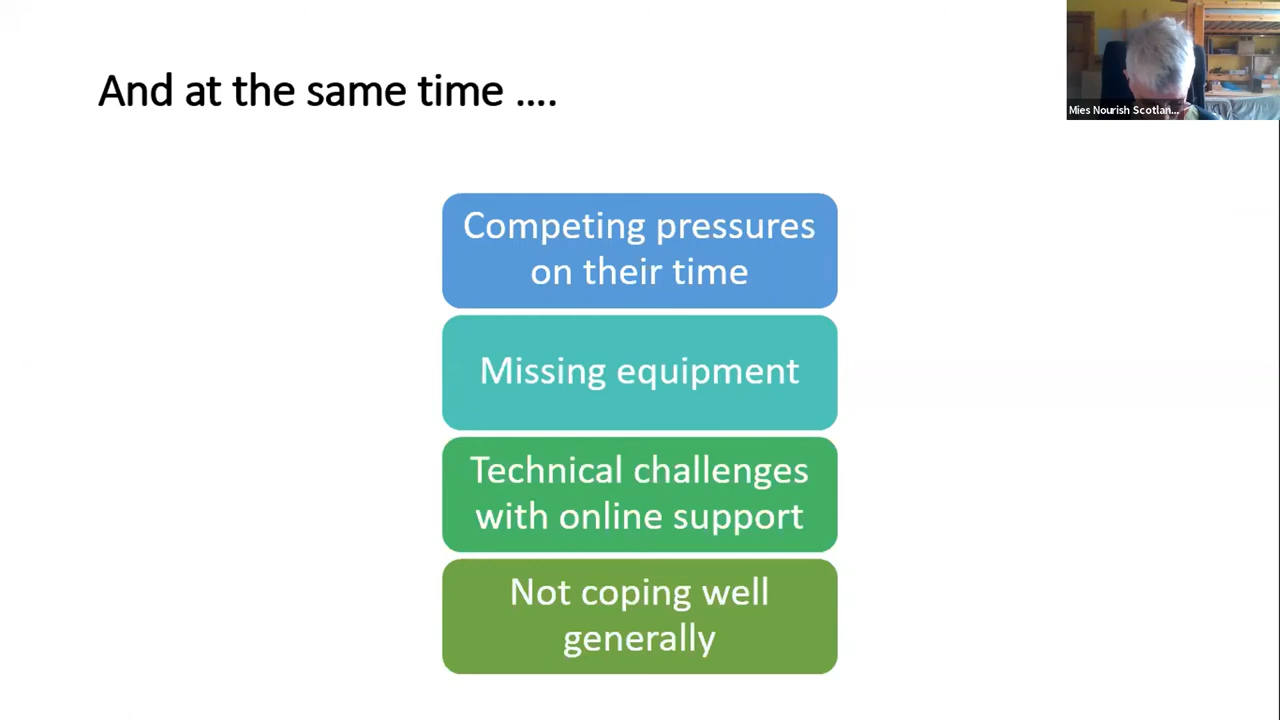 And at the same time ....
Mies Nourish Scotlan...
Competing pressures
on their time
Missing equipment
Technical challenges
with online support
Not coping well
generally